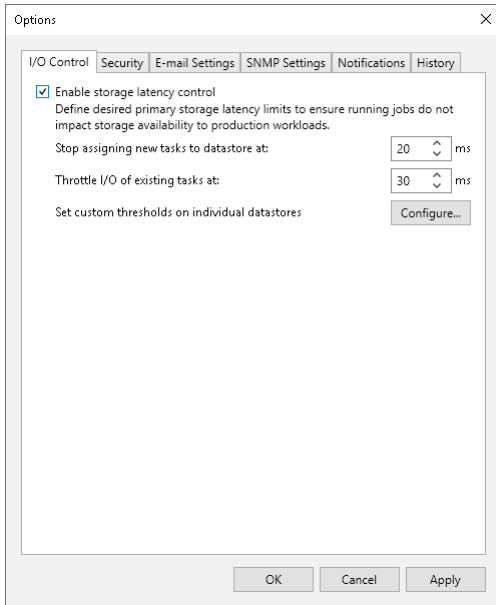 Options
I/O Control Security E-mail Settings SNMP Settings Notifications History
Enable storage latency control
Define desired primary storage latency limits to ensure running jobs do not
impact storage availability to production workloads.
Stop assigning new tasks to datastore at: 20 ms
Throttle I/O of existing tasks at: 30 ms
Set custom thresholds on individual datastores Configure...
OK Cancel Apply